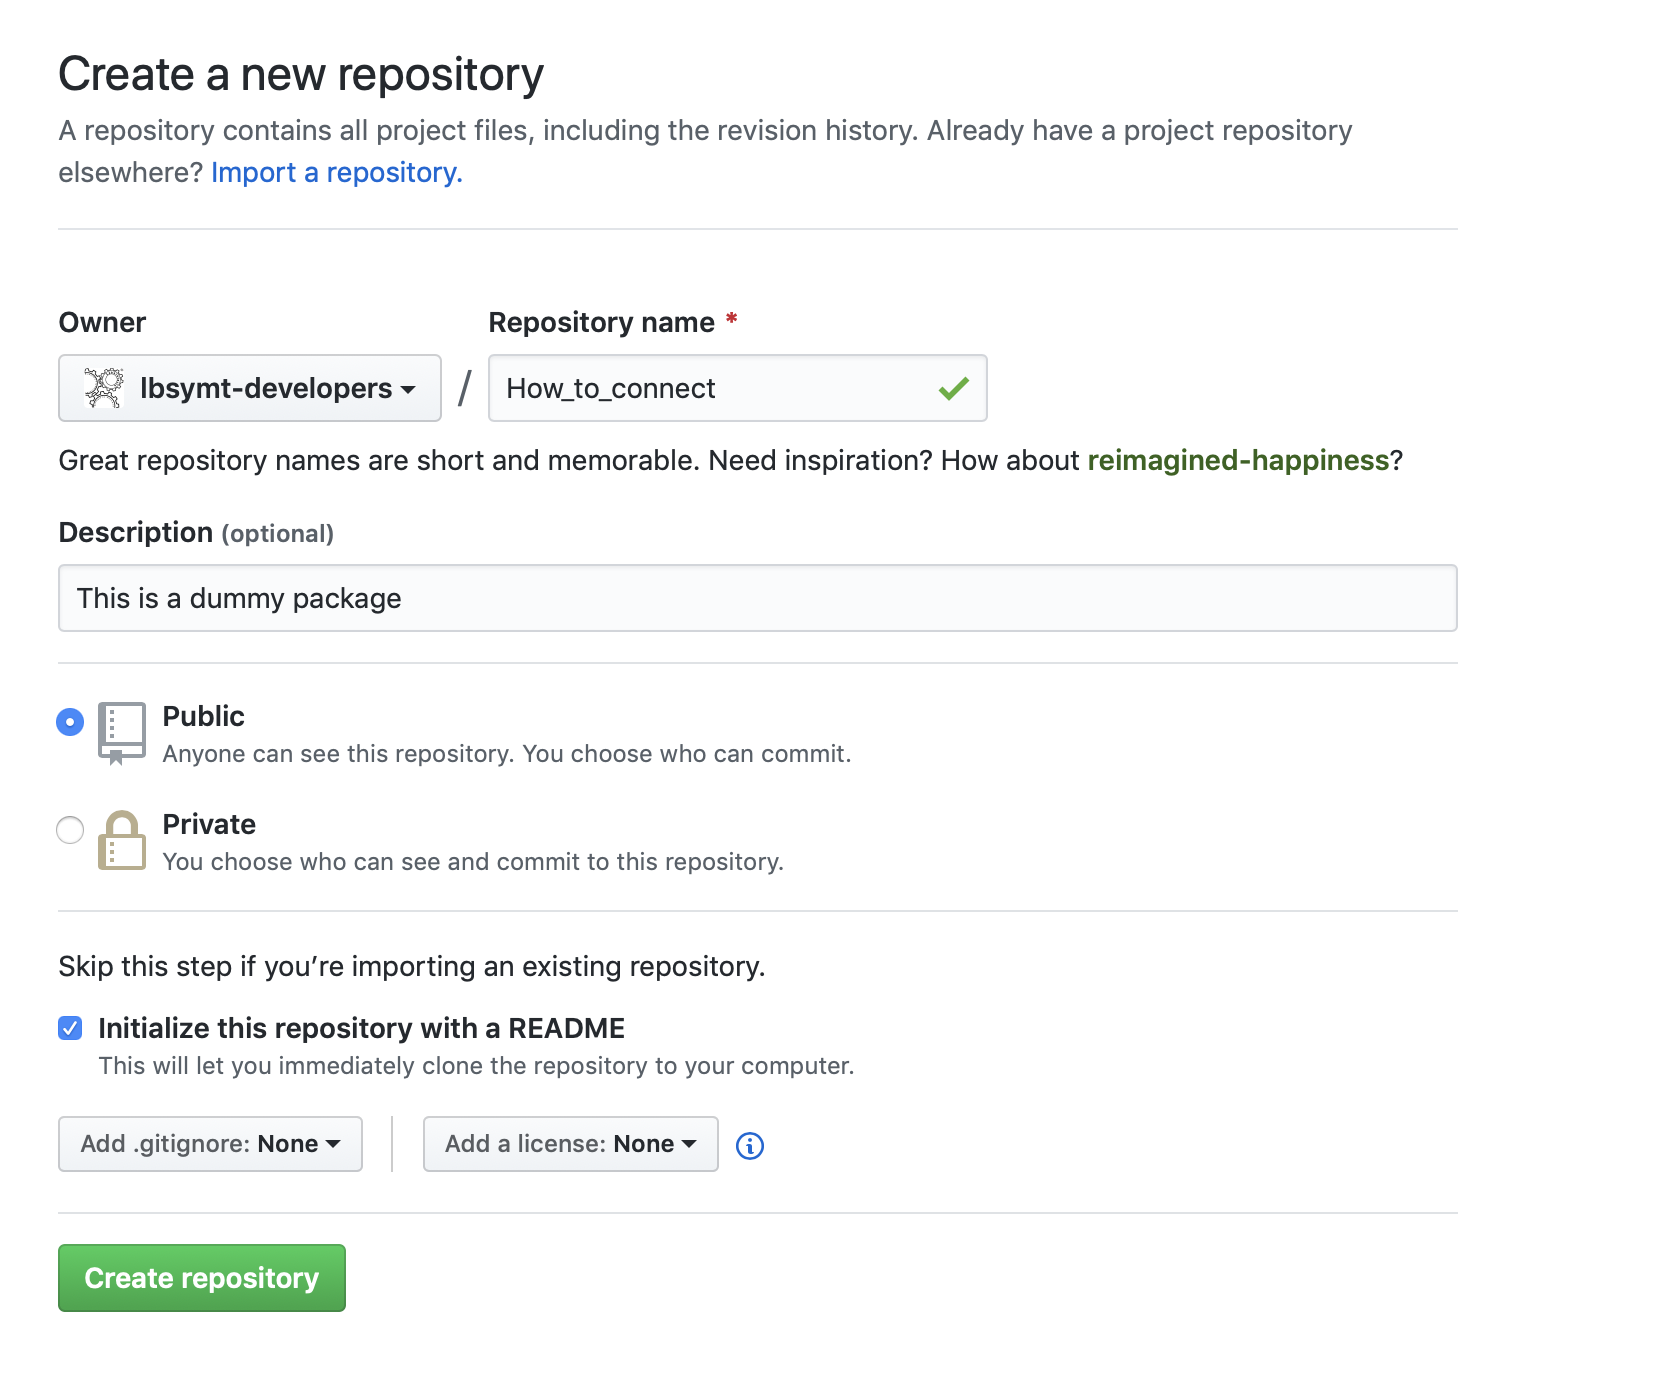 Create a new repository
A repository contains all project files, including the revision history. Already have a project repository
elsewhere? Import a repository.
Owner
Repository name *
lbsymt-developers / How_to_connect
Great repository names are short and memorable. Need inspiration? How about reimagined-happiness?
Description (optional)
This is a dummy package
Public
Anyone can see this repository. You choose who can commit.
Private
You choose who can see and commit to this repository.
Skip this step if you’re importing an existing repository.
Initialize this repository with a README
This will let you immediately clone the repository to your computer.
Add .gitignore: None
Add a license: None
Create repository